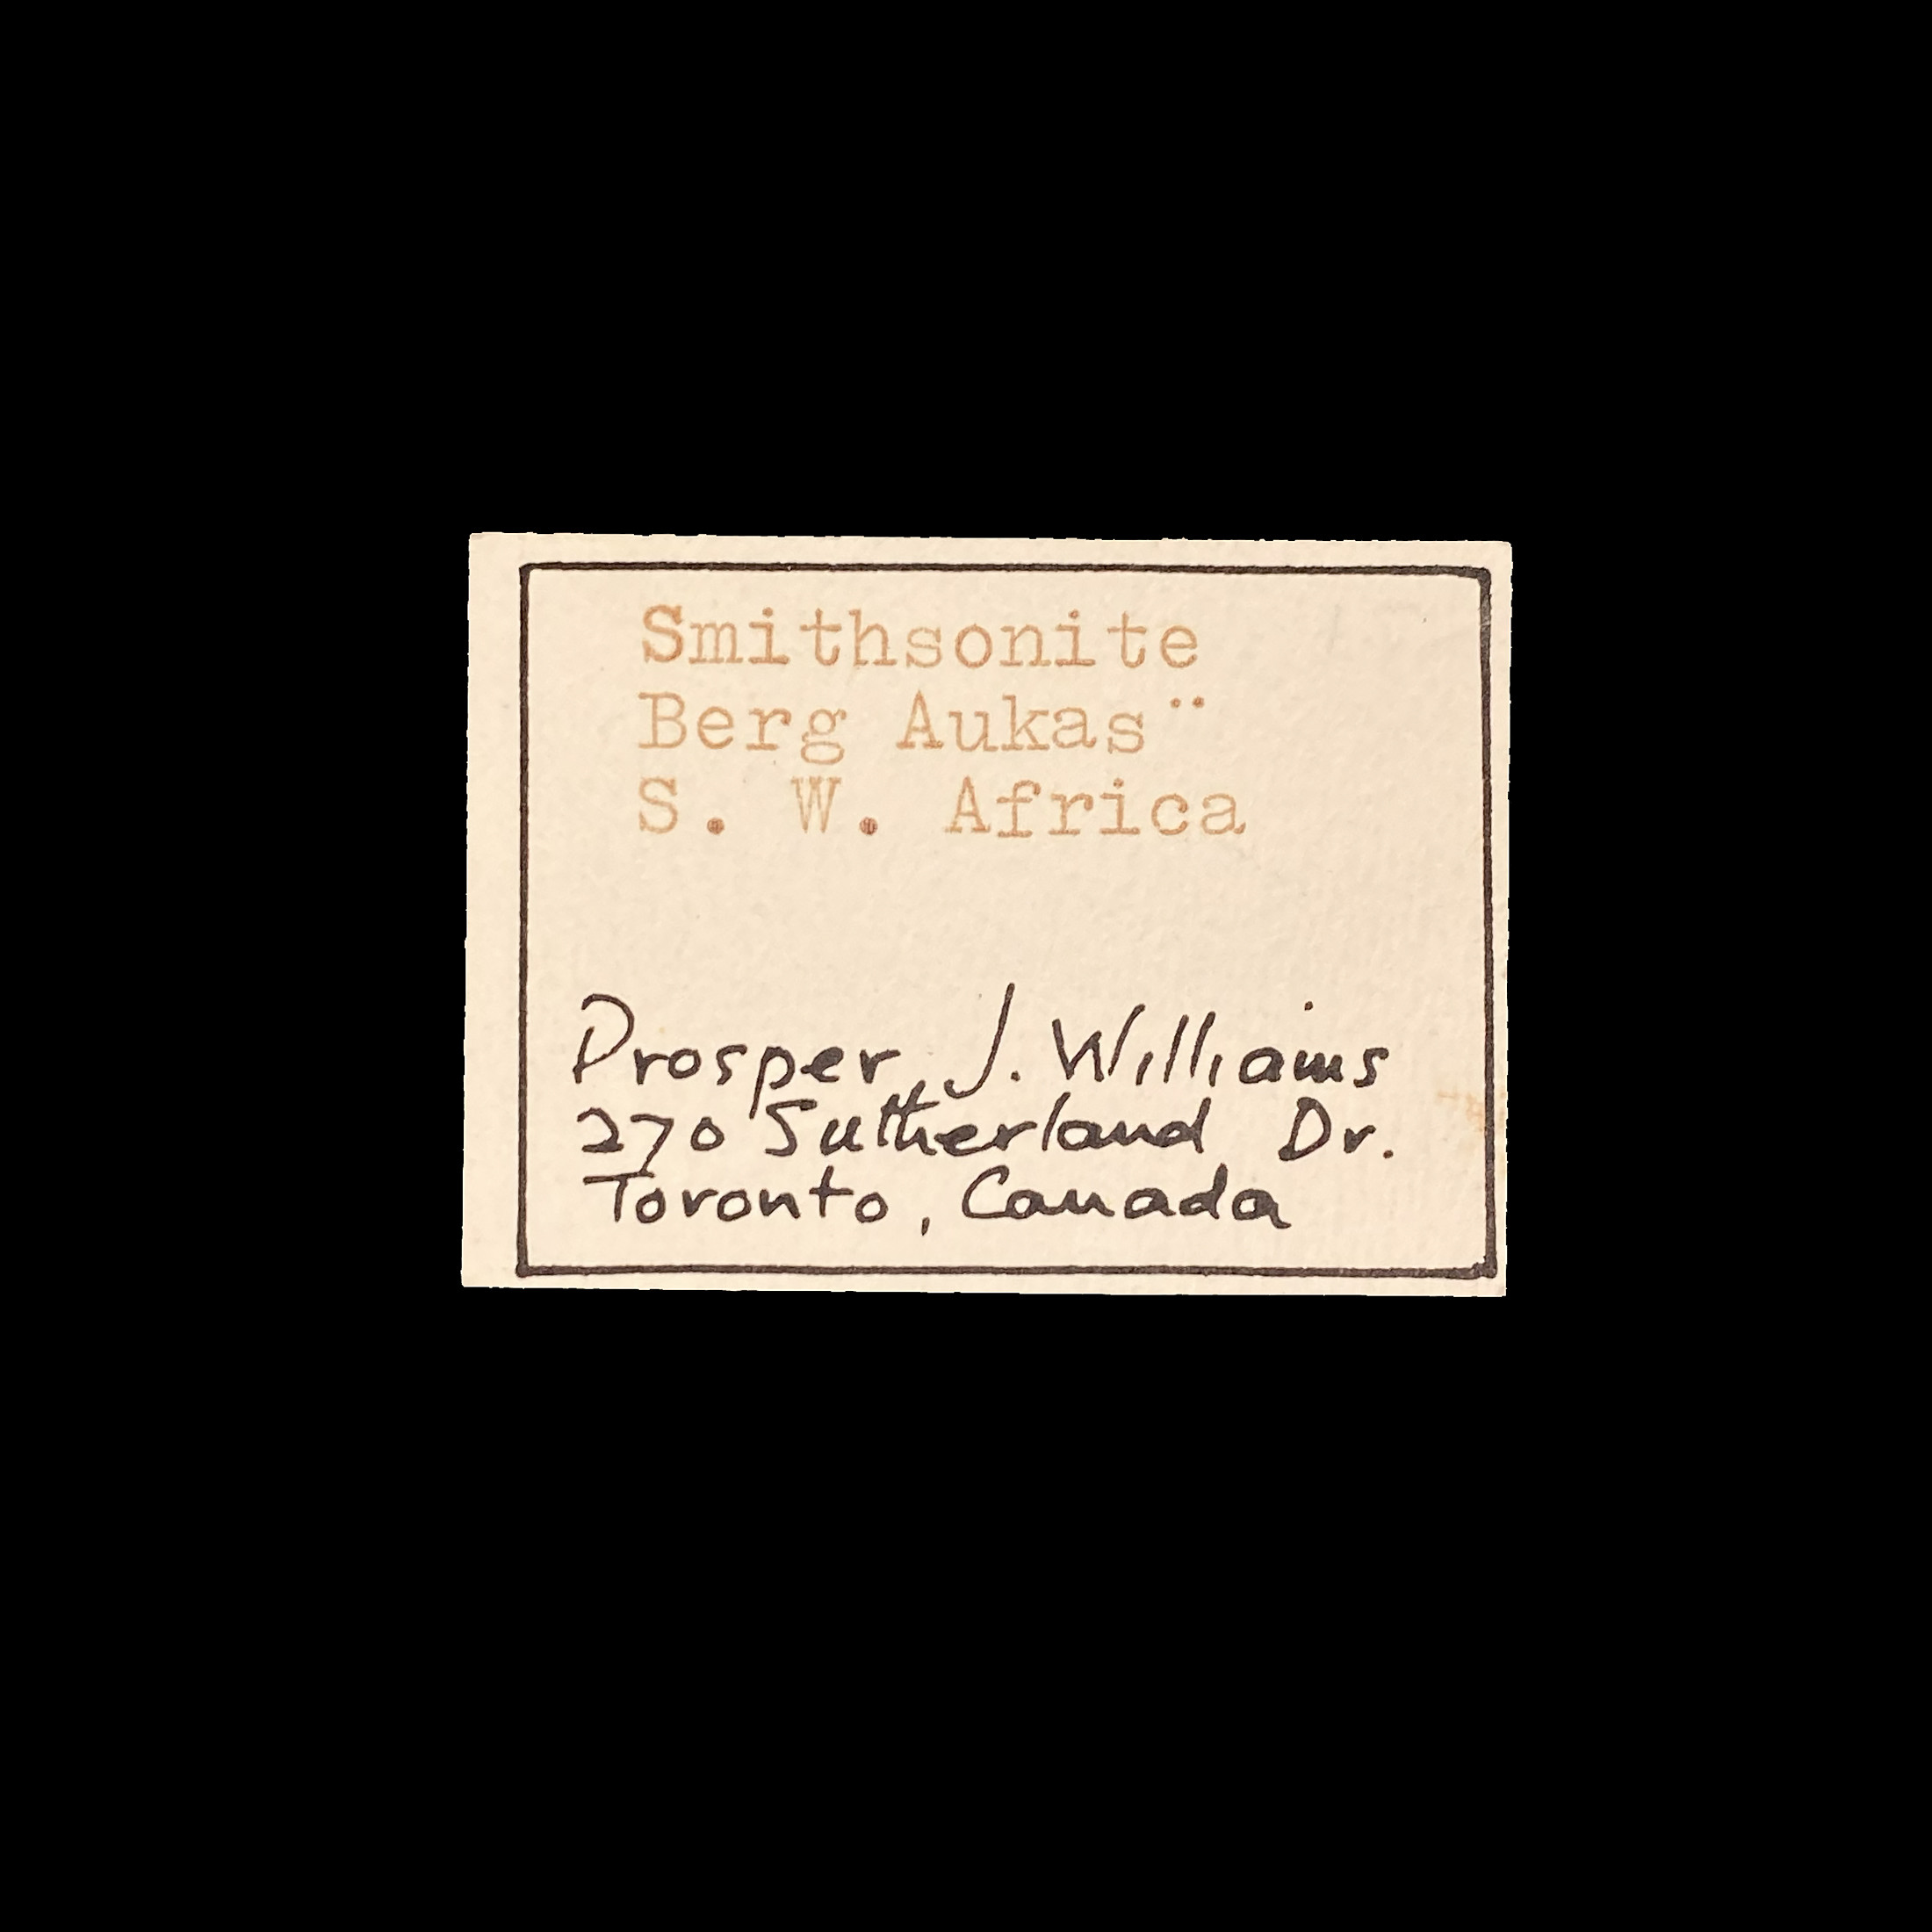 Smithsonite
Berg Aukas¨
S. W. Africa
Prosper J. Williams
270 Sutherland Dr.
Toronto, Canada